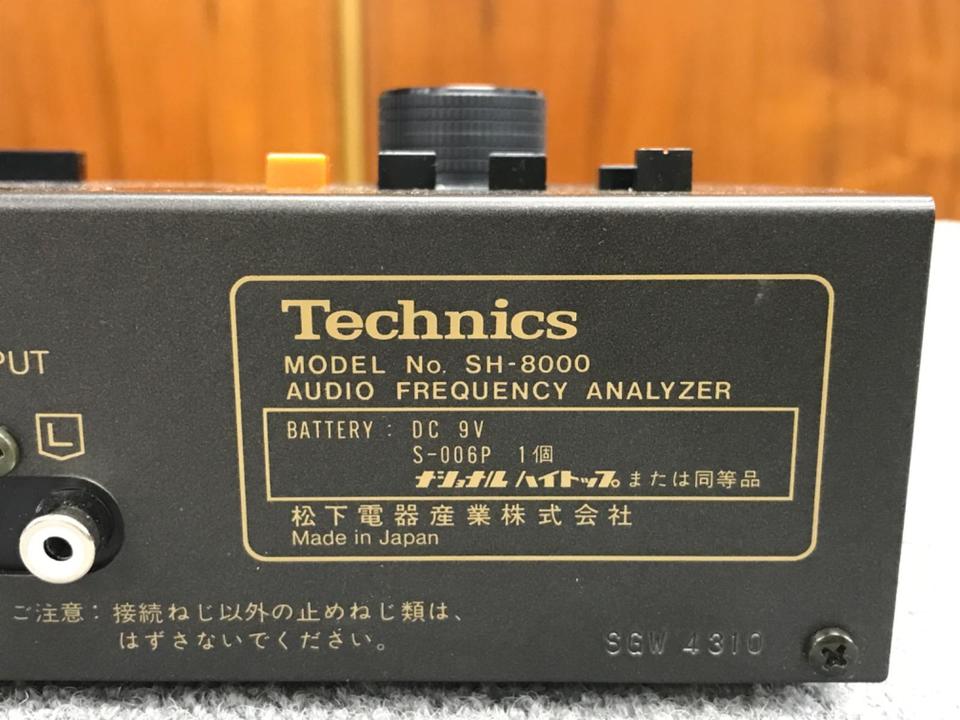 Technics
MODEL No. SH-8000
AUDIO FREQUENCY ANALYZER
BATTERY : DC 9V
S-006P 1個
ナショナル ハイトップ。または同等品
松下電器産業株式会社
Made in Japan
PUT
L
ご注意：接続ねじ以外の止めねじ類は、
はずさないでください。
SGW 4310